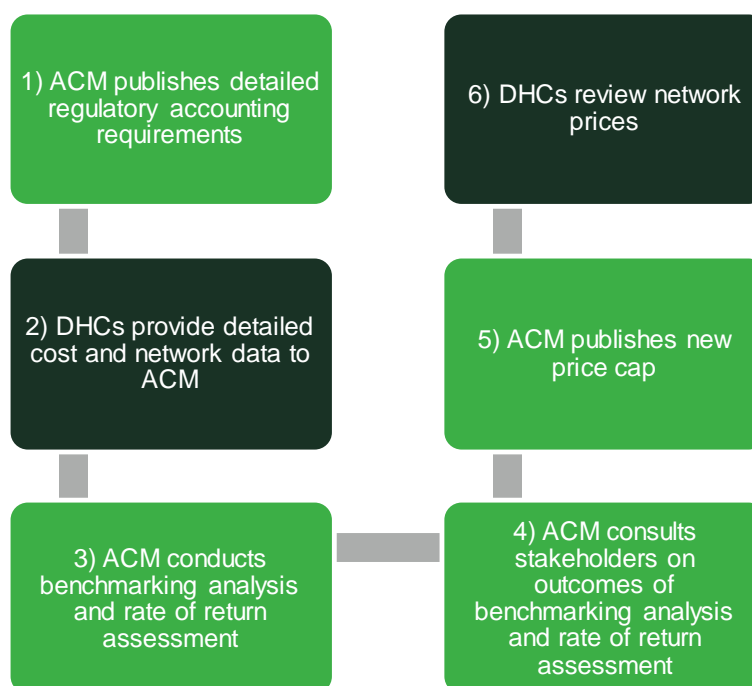 1) ACM publishes detailed
regulatory accounting
requirements
2) DHCs provide detailed
cost and network data to
ACM
3) ACM conducts
benchmarking analysis
and rate of return
assessment
4) ACM consults
stakeholders on
outcomes of
benchmarking analysis
and rate of return
assessment
5) ACM publishes new
price cap
6) DHCs review network
prices